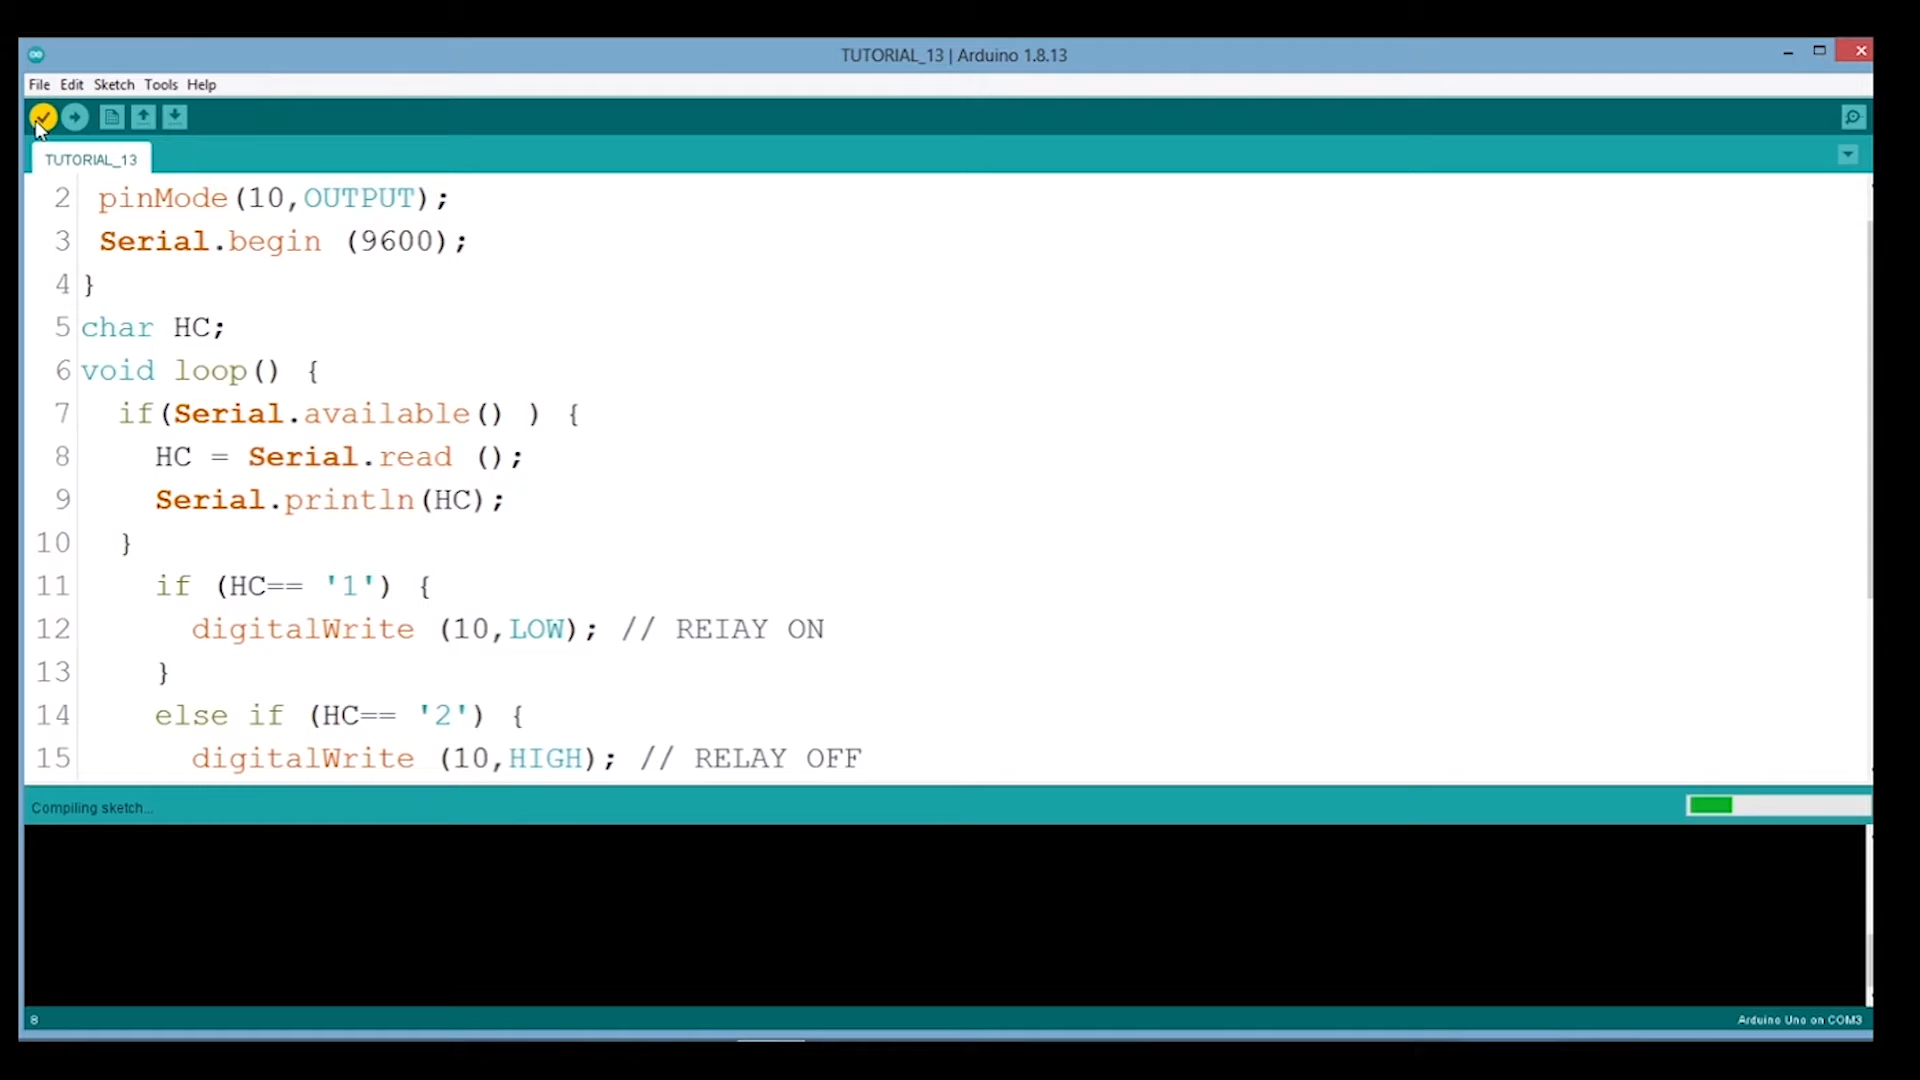 TUTORIAL_13 | Arduino 1.8.13
File Edit Sketch Tools Help
TUTORIAL_13
2 pinMode(10,OUTPUT);
3 Serial.begin (9600);
4 }
5 char HC;
6 void loop() {
7 if(Serial.available() ) {
8 HC = Serial.read ();
9 Serial.println(HC);
10 }
11 if (HC== '1') {
12 digitalWrite (10,LOW); // REIAY ON
13 }
14 else if (HC== '2') {
15 digitalWrite (10,HIGH); // RELAY OFF
Compiling sketch...
8
Arduino Uno on COM3